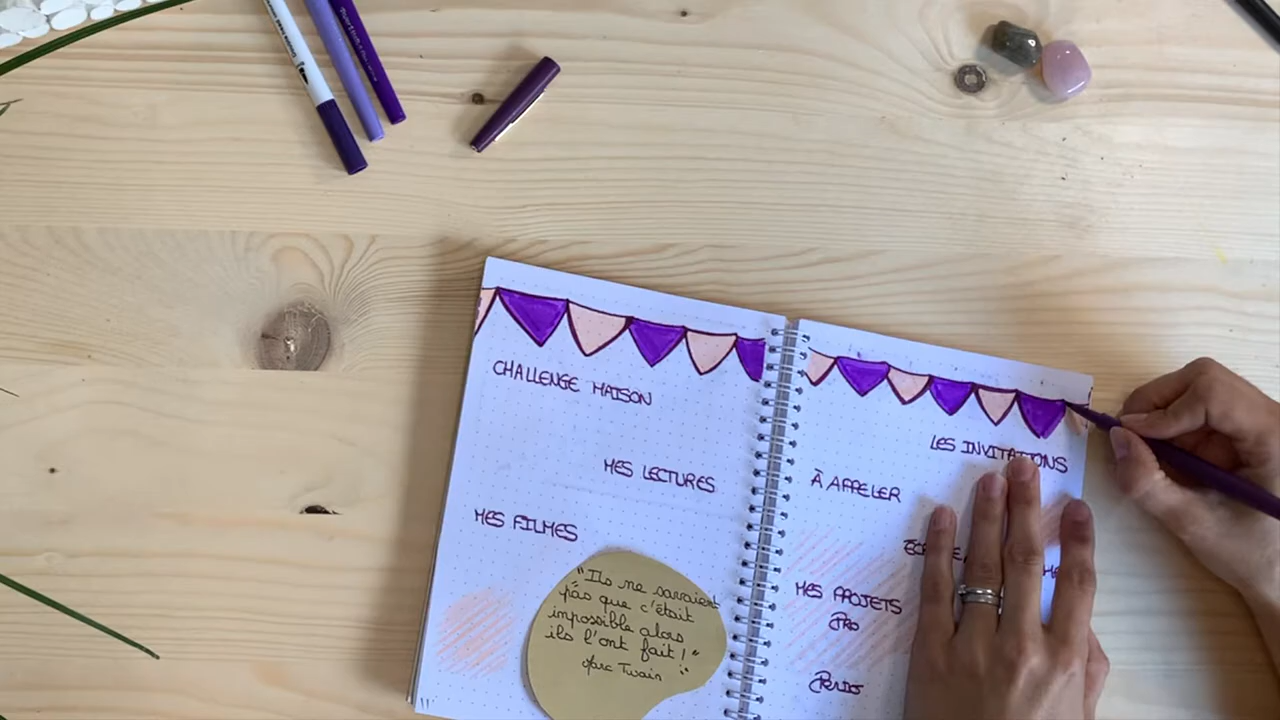 CHALLENGE MAISON
MES LECTURES
MES FILMES
"Ils ne savaient
pas que c'était
impossible alors
ils l'ont fait !"
Marc Twain
LES INVITATIONS
À APPELER
MES PROJETS
PRO
PERSO